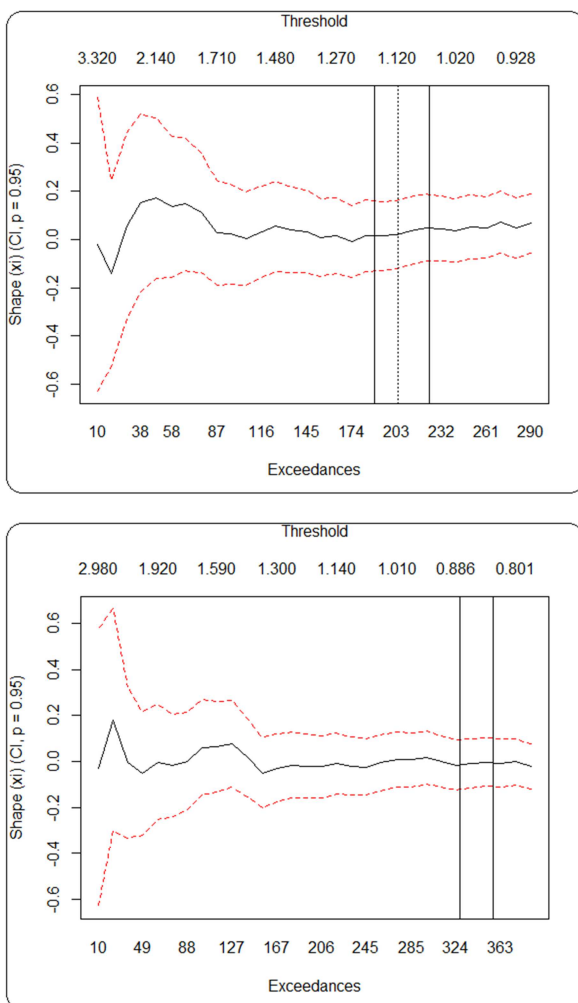 Threshold
3.320 2.140 1.710 1.480 1.270 1.120 1.020 0.928
Shape (xi) (CI, p = 0.95)
0.6
0.4
0.2
0.0
-0.2
-0.4
-0.6
10 38 58 87 116 145 174 203 232 261 290
Exceedances
Threshold
2.980 1.920 1.590 1.300 1.140 1.010 0.886 0.801
Shape (xi) (CI, p = 0.95)
0.6
0.4
0.2
0.0
-0.2
-0.4
-0.6
10 49 88 127 167 206 245 285 324 363
Exceedances